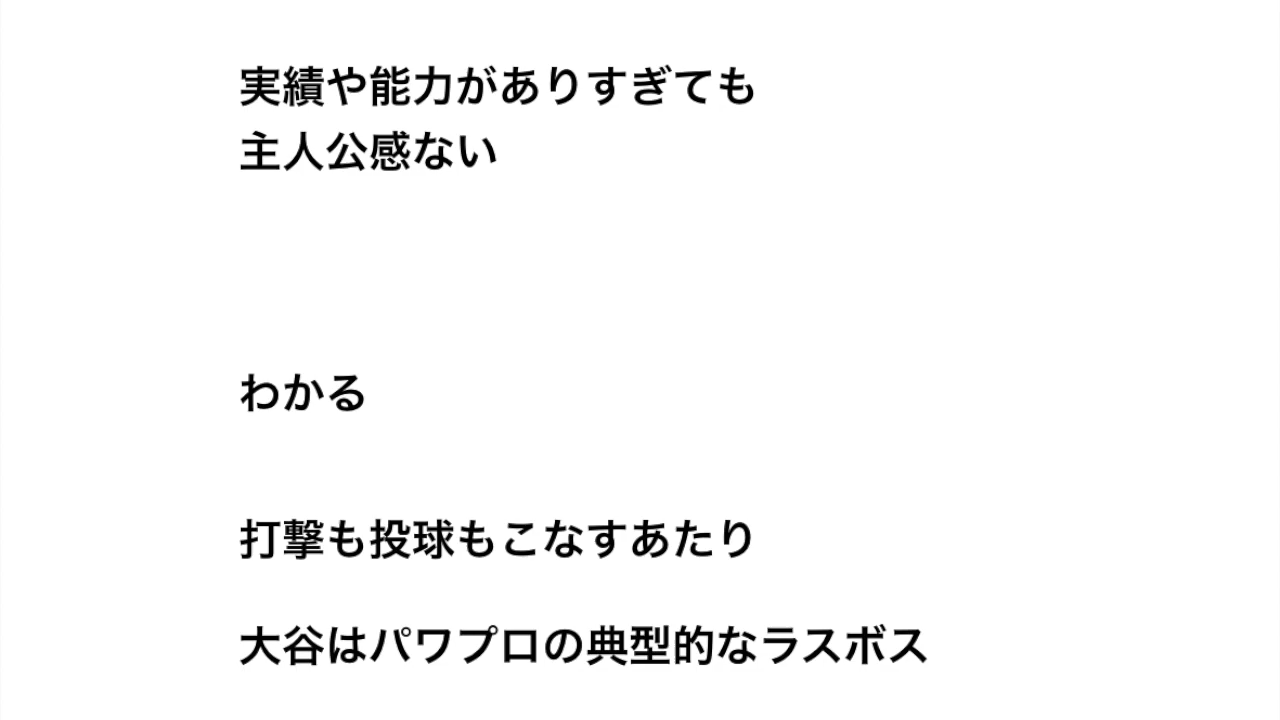 実績や能力がありすぎても
主人公感ない
わかる
打撃も投球もこなすあたり
大谷はパワプロの典型的なラスボス